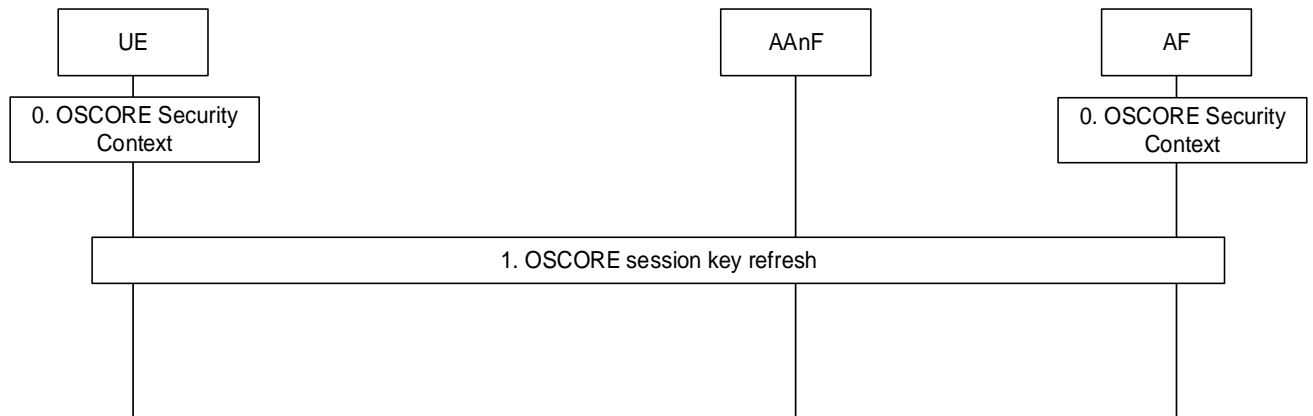 UE
AAnF
AF
0. OSCORE Security
Context
0. OSCORE Security
Context
1. OSCORE session key refresh